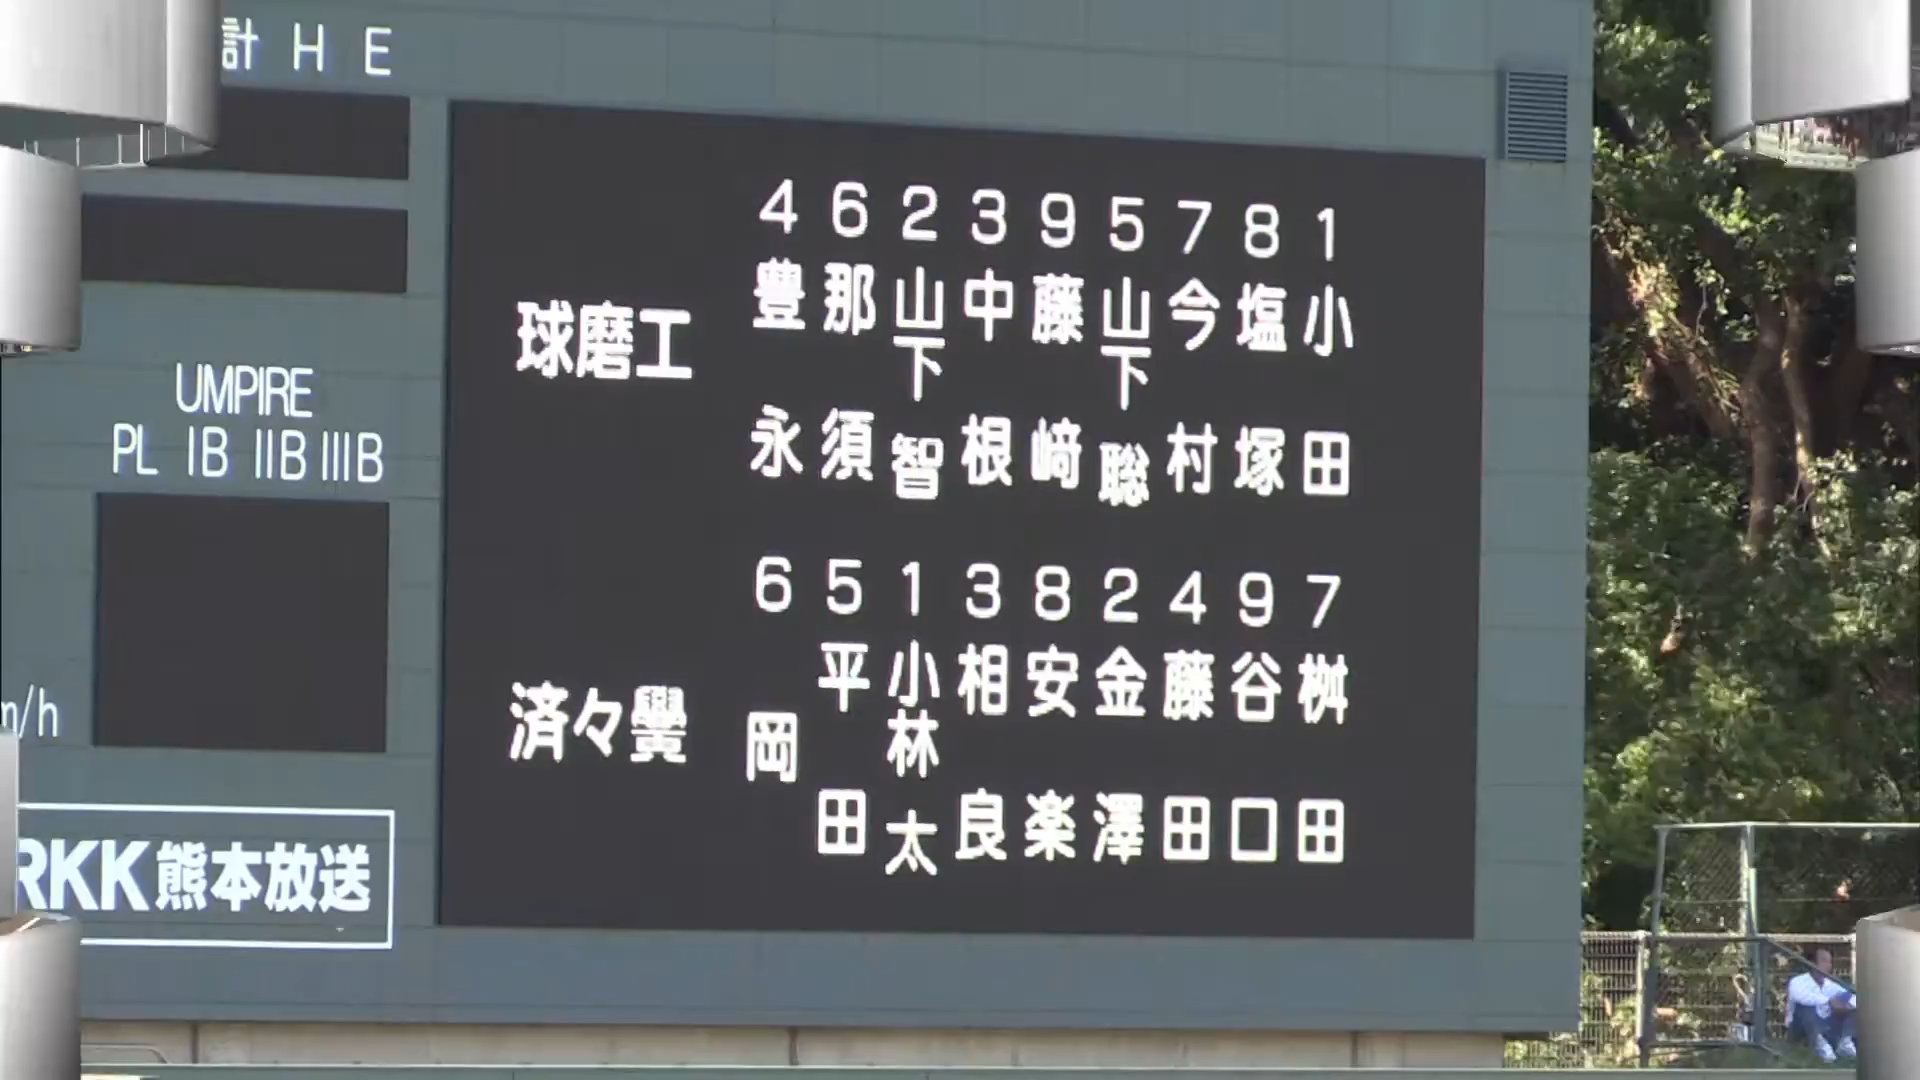 計 H E
4 6 2 3 9 5 7 8 1
球磨工
豊永
那須
山下智
中根
藤﨑
山下聡
今村
塩塚
小田
UMPIRE
PL IB IIB IIIB
6 5 1 3 8 2 4 9 7
済々黌
岡
平田
小林太
相良
安楽
金澤
藤田
谷口
桝田
m/h
RKK熊本放送